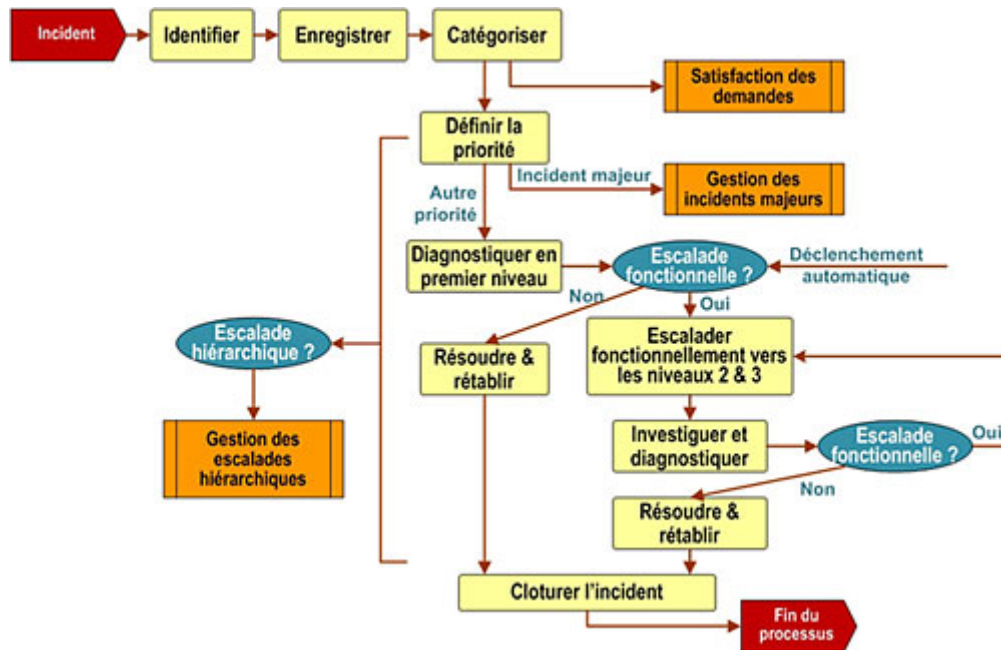 Incident
Identifier
Enregistrer
Catégoriser
Satisfaction des
demandes
Définir la
priorité
Incident majeur
Gestion des
incidents majeurs
Autre
priorité
Diagnostiquer en
premier niveau
Escalade
fonctionnelle ?
Déclenchement
automatique
Non
Oui
Escalade
hiérarchique ?
Résoudre &
rétablir
Escalader
fonctionnellement vers
les niveaux 2 & 3
Gestion des
escalades
hiérarchiques
Investiguer et
diagnostiquer
Escalade
fonctionnelle ?
Oui
Non
Résoudre &
rétablir
Cloturer l'incident
Fin du
processus